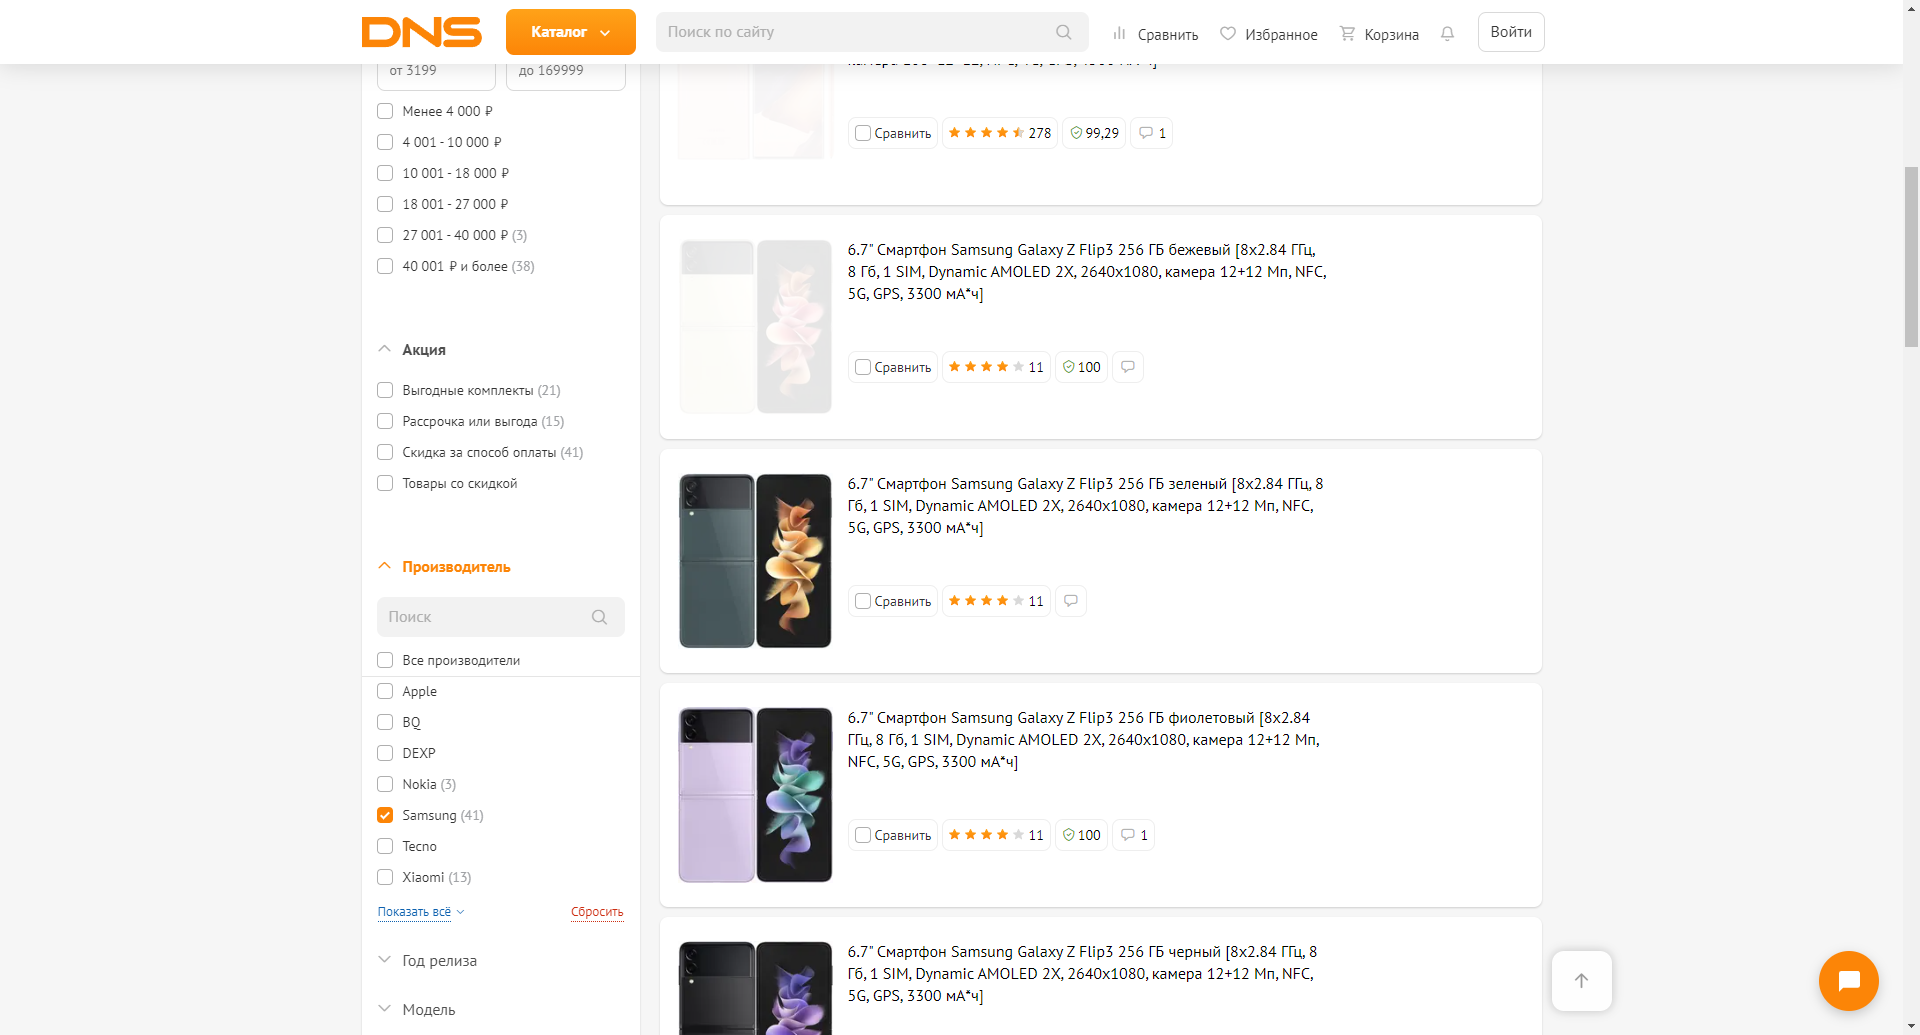 DNS
Каталог
Поиск по сайту
Сравнить
Избранное
Корзина
Войти
от 3199
до 169999
Менее 4 000 ₽
4 001 - 10 000 ₽
10 001 - 18 000 ₽
18 001 - 27 000 ₽
27 001 - 40 000 ₽ (3)
40 001 ₽ и более (38)
Акция
Выгодные комплекты (21)
Рассрочка или выгода (15)
Скидка за способ оплаты (41)
Товары со скидкой
Производитель
Поиск
Все производители
Apple
BQ
DEXP
Nokia (3)
Samsung (41)
Tecno
Xiaomi (13)
Показать всё
Сбросить
Год релиза
Модель
Сравнить 278 99,29 1
6.7" Смартфон Samsung Galaxy Z Flip3 256 ГБ бежевый [8x2.84 ГГц,
8 Гб, 1 SIM, Dynamic AMOLED 2X, 2640x1080, камера 12+12 Мп, NFC,
5G, GPS, 3300 мА*ч]
Сравнить 11 100
6.7" Смартфон Samsung Galaxy Z Flip3 256 ГБ зеленый [8x2.84 ГГц, 8
Гб, 1 SIM, Dynamic AMOLED 2X, 2640x1080, камера 12+12 Мп, NFC,
5G, GPS, 3300 мА*ч]
Сравнить 11
6.7" Смартфон Samsung Galaxy Z Flip3 256 ГБ фиолетовый [8x2.84
ГГц, 8 Гб, 1 SIM, Dynamic AMOLED 2X, 2640x1080, камера 12+12 Мп,
NFC, 5G, GPS, 3300 мА*ч]
Сравнить 11 100 1
6.7" Смартфон Samsung Galaxy Z Flip3 256 ГБ черный [8x2.84 ГГц, 8
Гб, 1 SIM, Dynamic AMOLED 2X, 2640x1080, камера 12+12 Мп, NFC,
5G, GPS, 3300 мА*ч]